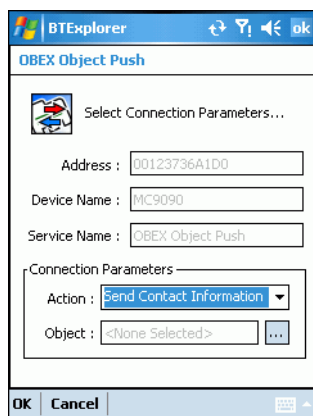 BTExplorer ok
OBEX Object Push
Select Connection Parameters...
Address : 00123736A1D0
Device Name : MC9090
Service Name : OBEX Object Push
Connection Parameters
Action : Send Contact Information
Object : <None Selected> ...
OK Cancel